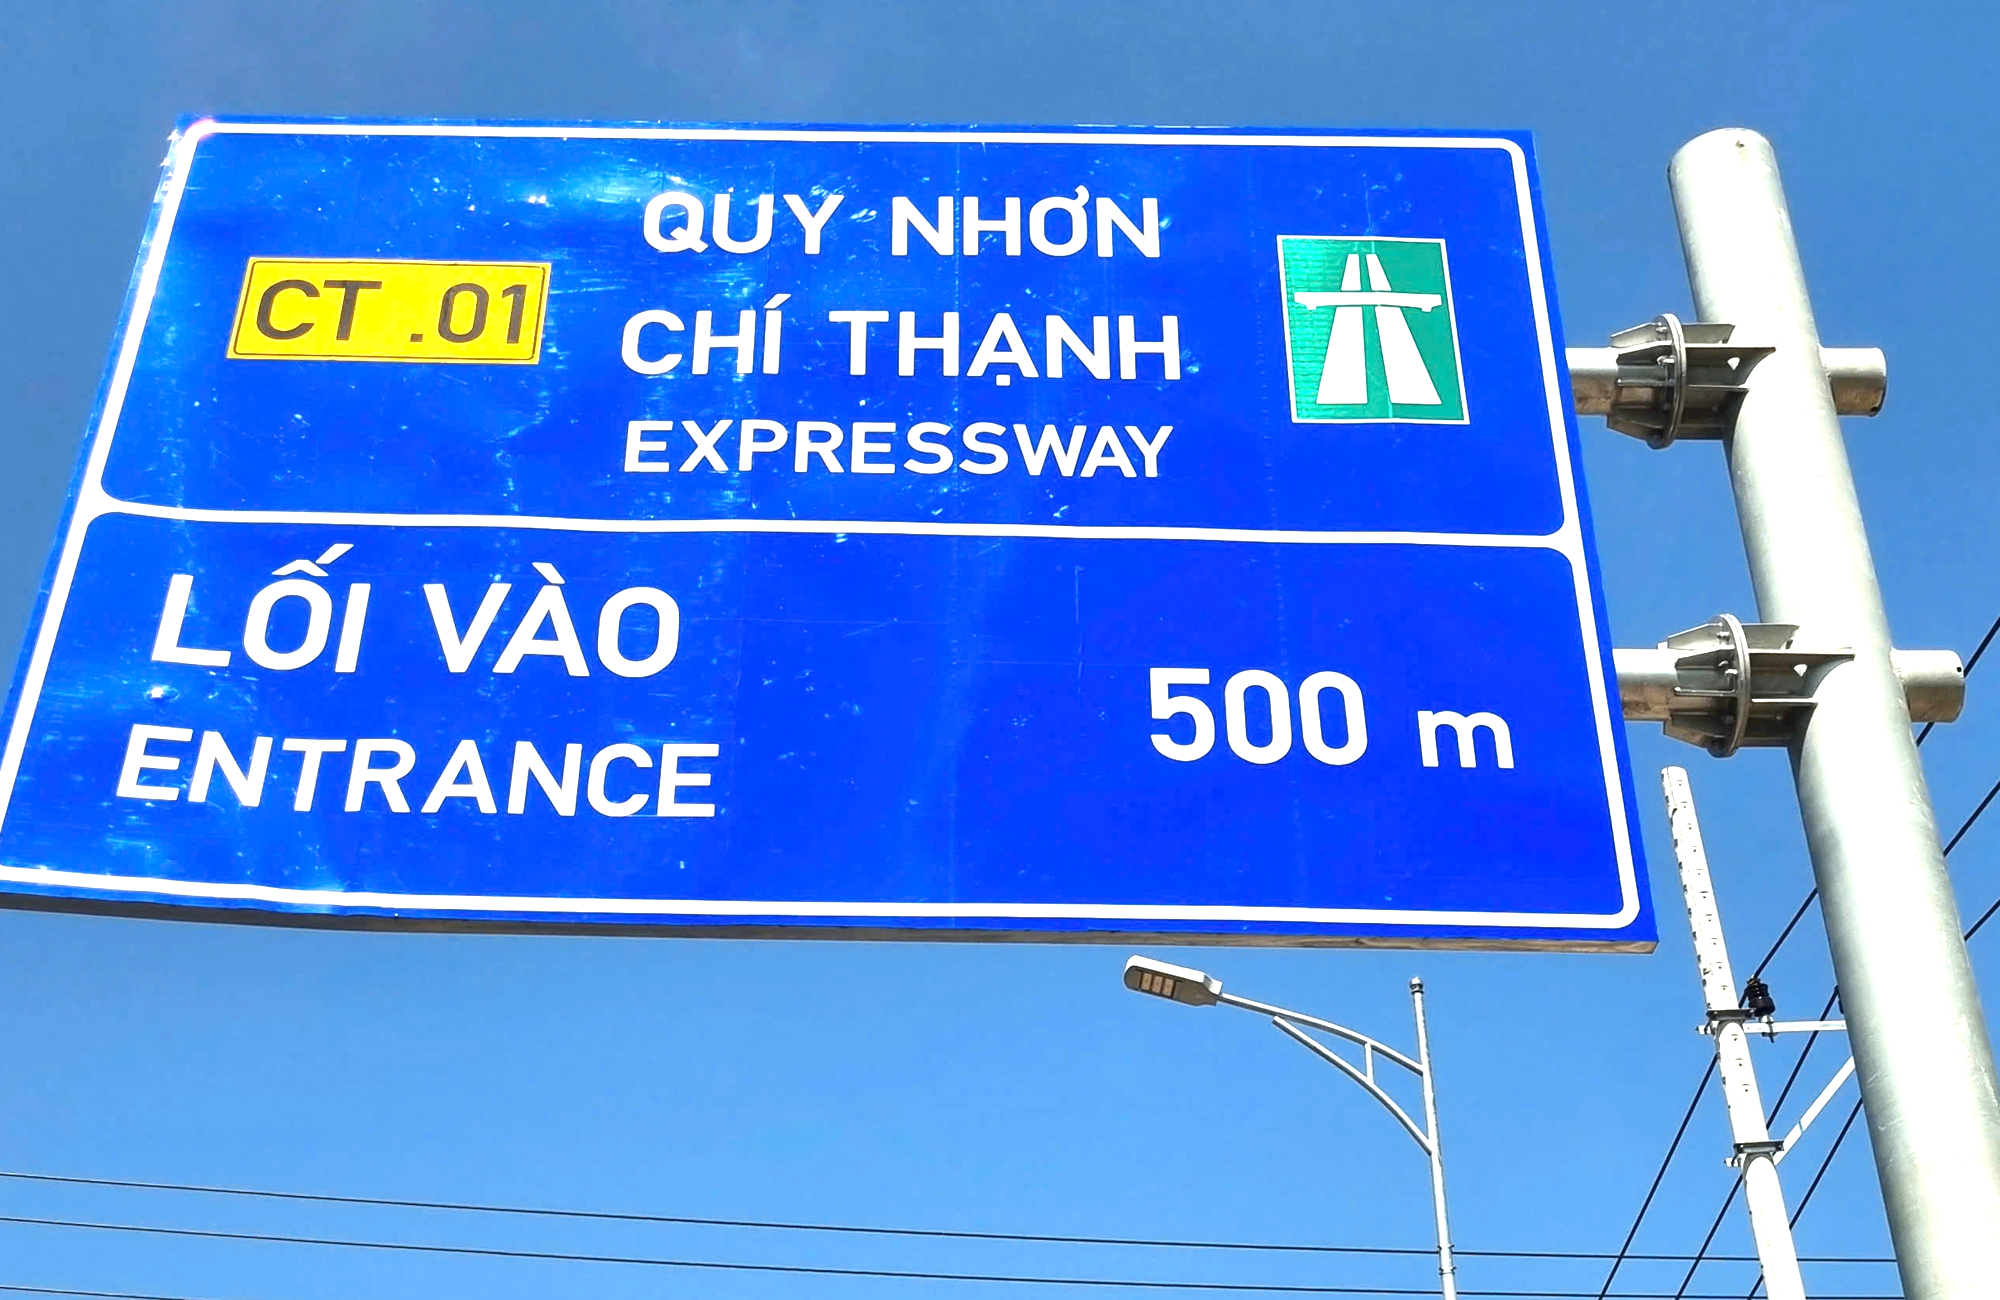 CT .01
QUY NHƠN
CHÍ THẠNH
EXPRESSWAY
LỐI VÀO
ENTRANCE
500 m